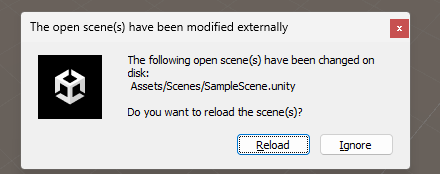 The open scene(s) have been modified externally
The following open scene(s) have been changed on
disk:
Assets/Scenes/SampleScene.unity
Do you want to reload the scene(s)?
Reload
Ignore